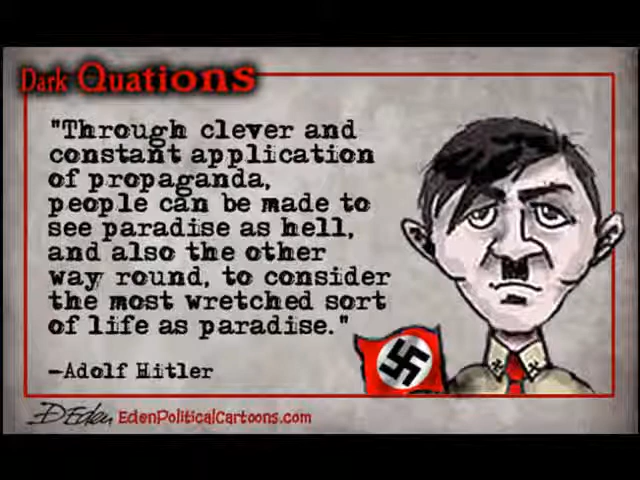 Dark Quations
"Through clever and
constant application
of propaganda,
people can be made to
see paradise as hell,
and also the other
way round, to consider
the most wretched sort
of life as paradise."
—Adolf Hitler
D Eden EdenPoliticalCartoons.com